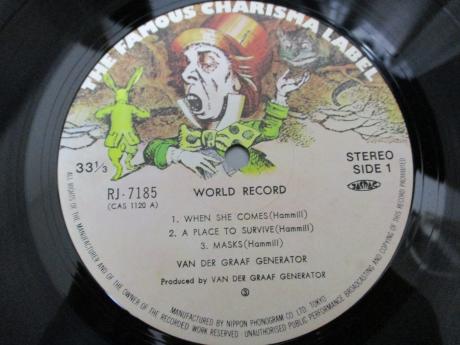 THE FAMOUS CHARISMA LABEL
33⅓
STEREO
SIDE 1
RJ-7185
(CAS 1120 A)
WORLD RECORD
JASRAC
1. WHEN SHE COMES(Hammill)
2. A PLACE TO SURVIVE(Hammill)
3. MASKS(Hammill)
VAN DER GRAAF GENERATOR
Produced by VAN DER GRAAF GENERATOR
Ⓢ
MANUFACTURED BY NIPPON PHONOGRAM CO LTD. TOKYO
ALL RIGHTS OF THE MANUFACTURER AND OF THE OWNER OF THE RECORDED WORK RESERVED · UNAUTHORISED PUBLIC PERFORMANCE BROADCASTING AND COPYING OF THIS RECORD PROHIBITED